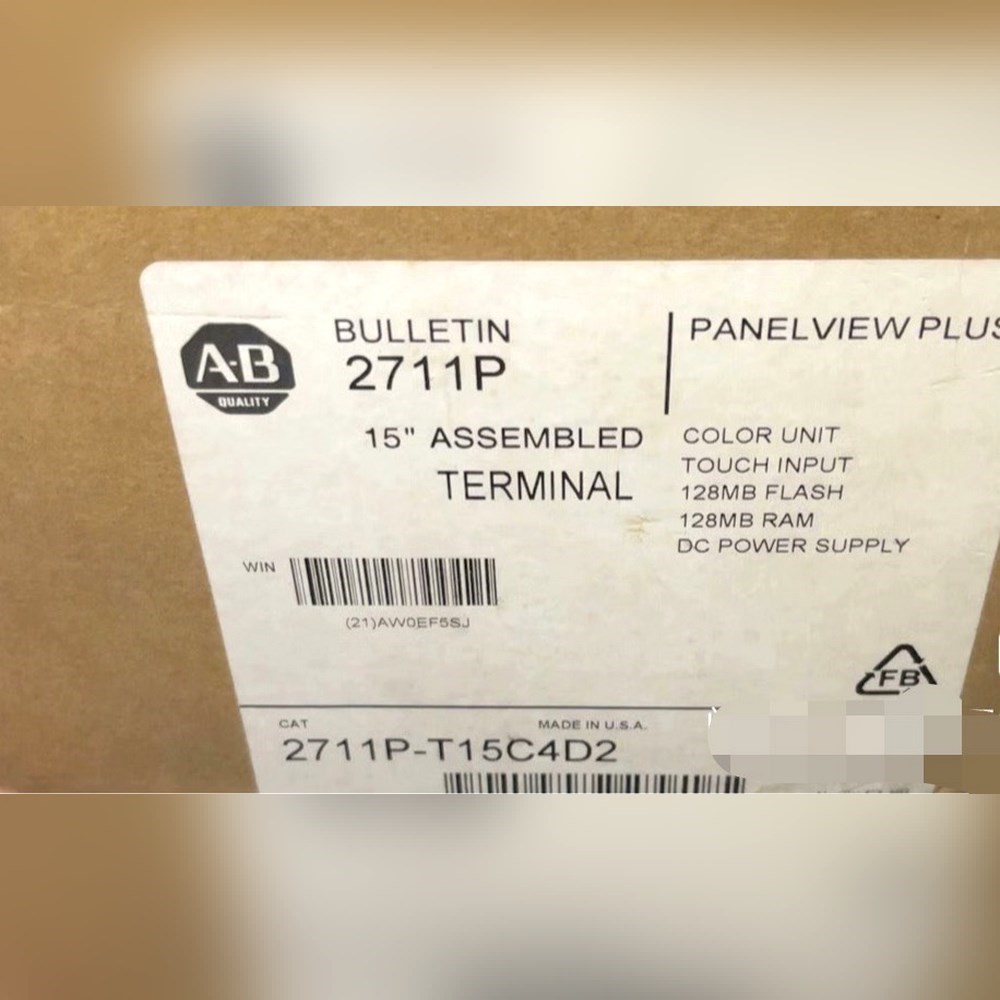 A-B
QUALITY
BULLETIN
2711P
PANELVIEW PLUS
15" ASSEMBLED
TERMINAL
COLOR UNIT
TOUCH INPUT
128MB FLASH
128MB RAM
DC POWER SUPPLY
WIN
(21)AW0EF5SJ
FB
CAT
MADE IN U.S.A.
2711P-T15C4D2